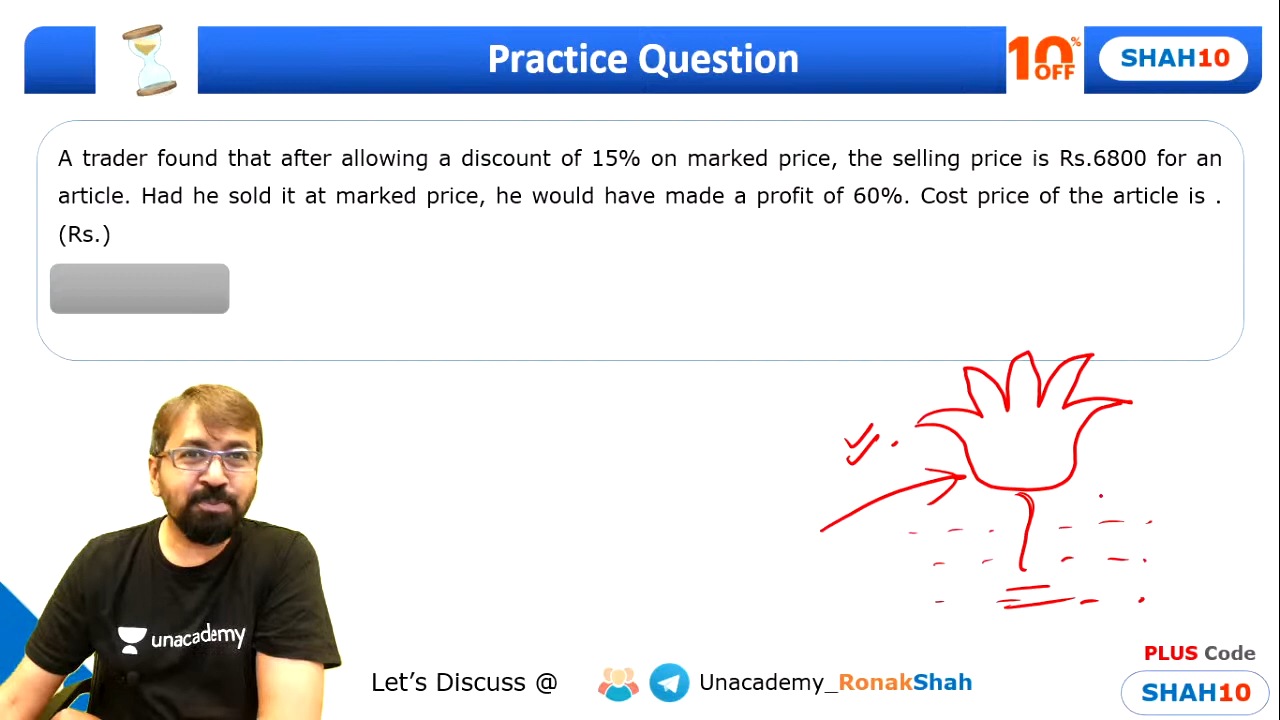 Practice Question
10% OFF
SHAH10
A trader found that after allowing a discount of 15% on marked price, the selling price is Rs.6800 for an
article. Had he sold it at marked price, he would have made a profit of 60%. Cost price of the article is .
(Rs.)
unacademy
Let's Discuss @ Unacademy_RonakShah
PLUS Code
SHAH10